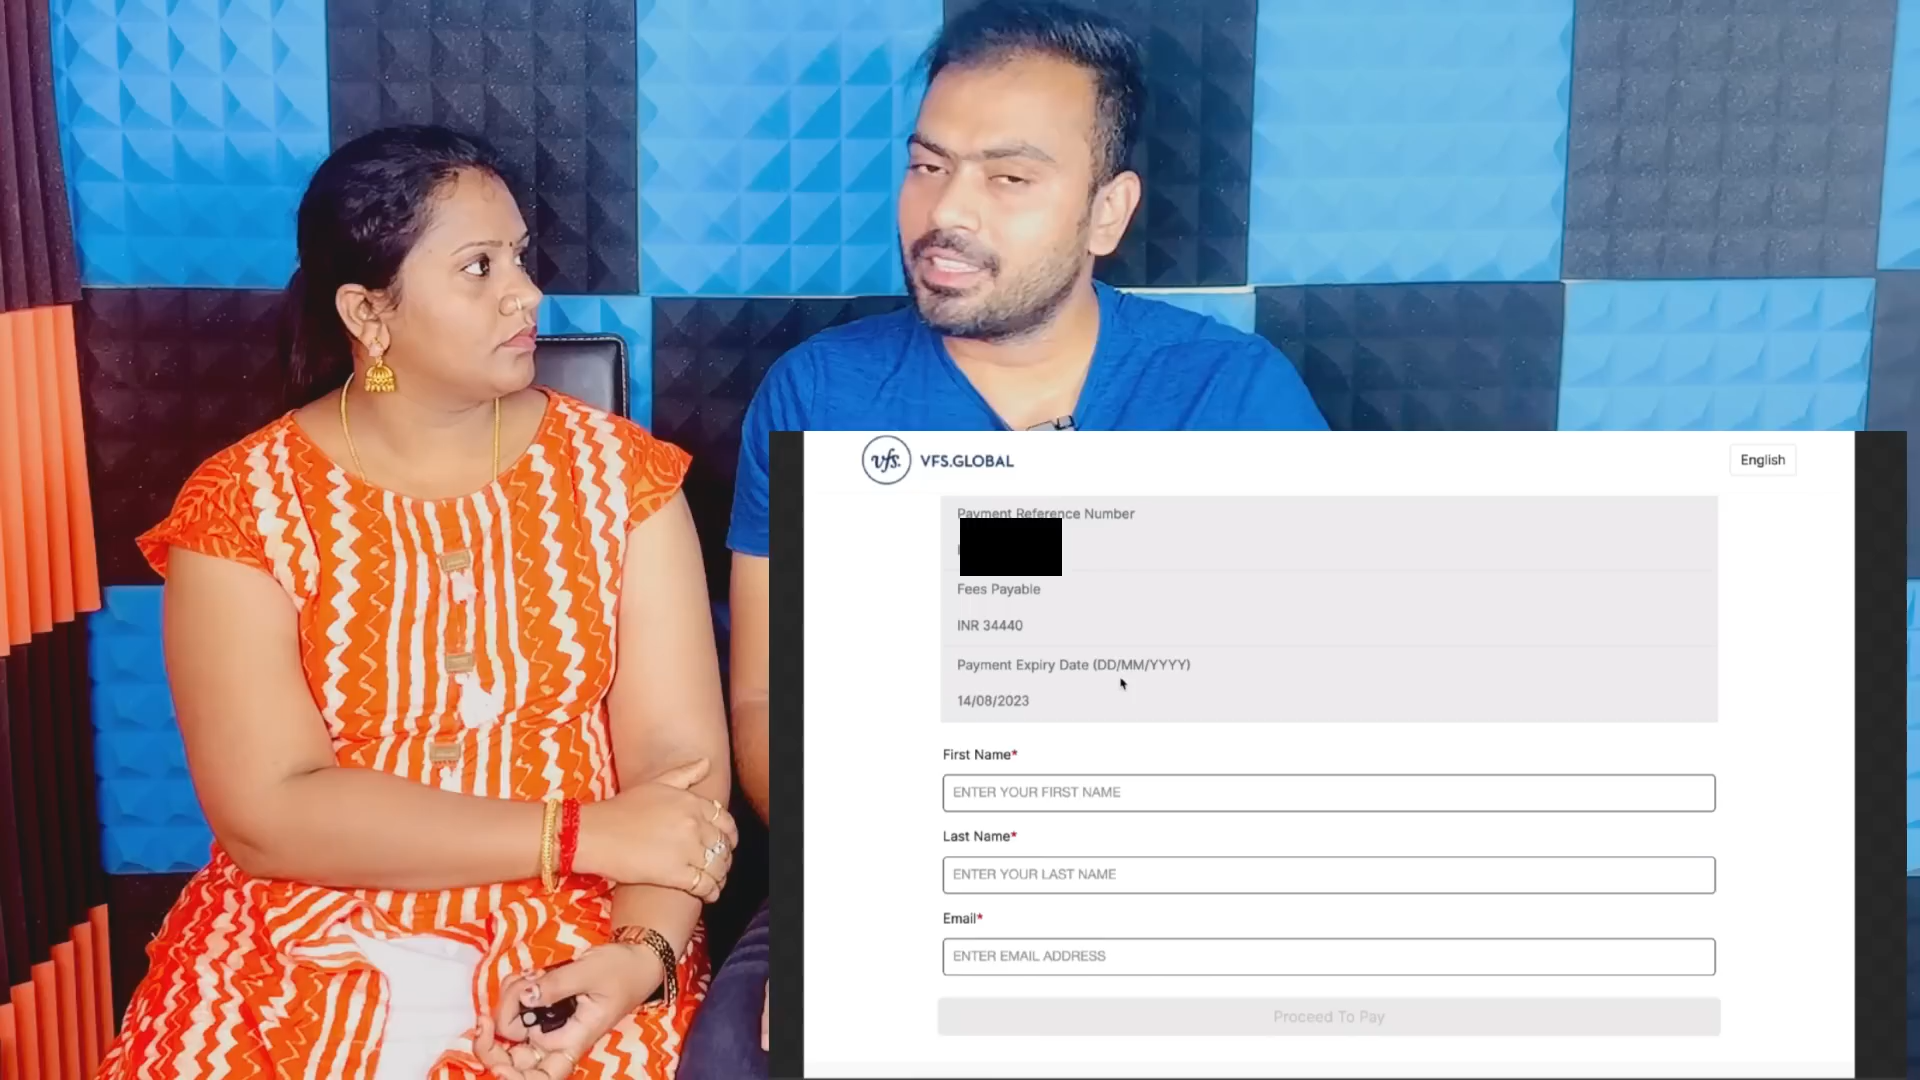 vfs. VFS.GLOBAL
English
Payment Reference Number
Fees Payable
INR 34440
Payment Expiry Date (DD/MM/YYYY)
14/08/2023
First Name*
ENTER YOUR FIRST NAME
Last Name*
ENTER YOUR LAST NAME
Email*
ENTER EMAIL ADDRESS
Proceed To Pay